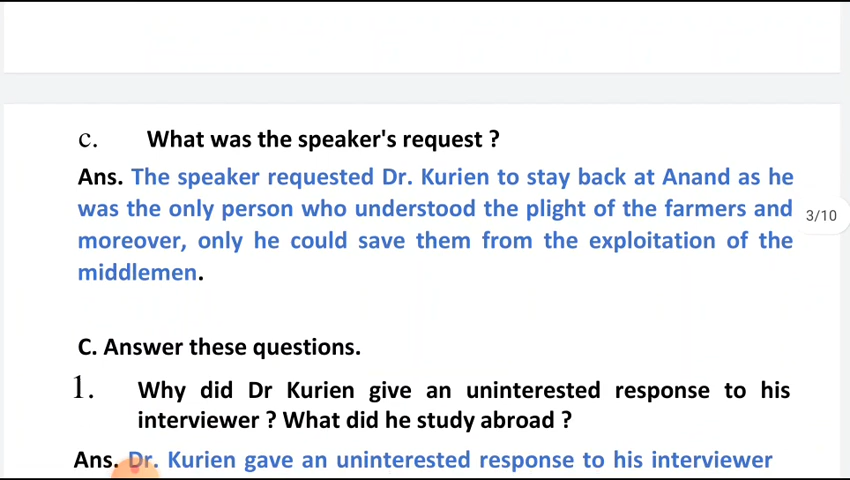 c. What was the speaker's request ?
Ans. The speaker requested Dr. Kurien to stay back at Anand as he
was the only person who understood the plight of the farmers and
3/10
moreover, only he could save them from the exploitation of the
middlemen.
C. Answer these questions.
1. Why did Dr Kurien give an uninterested response to his
interviewer ? What did he study abroad ?
Ans. Dr. Kurien gave an uninterested response to his interviewer